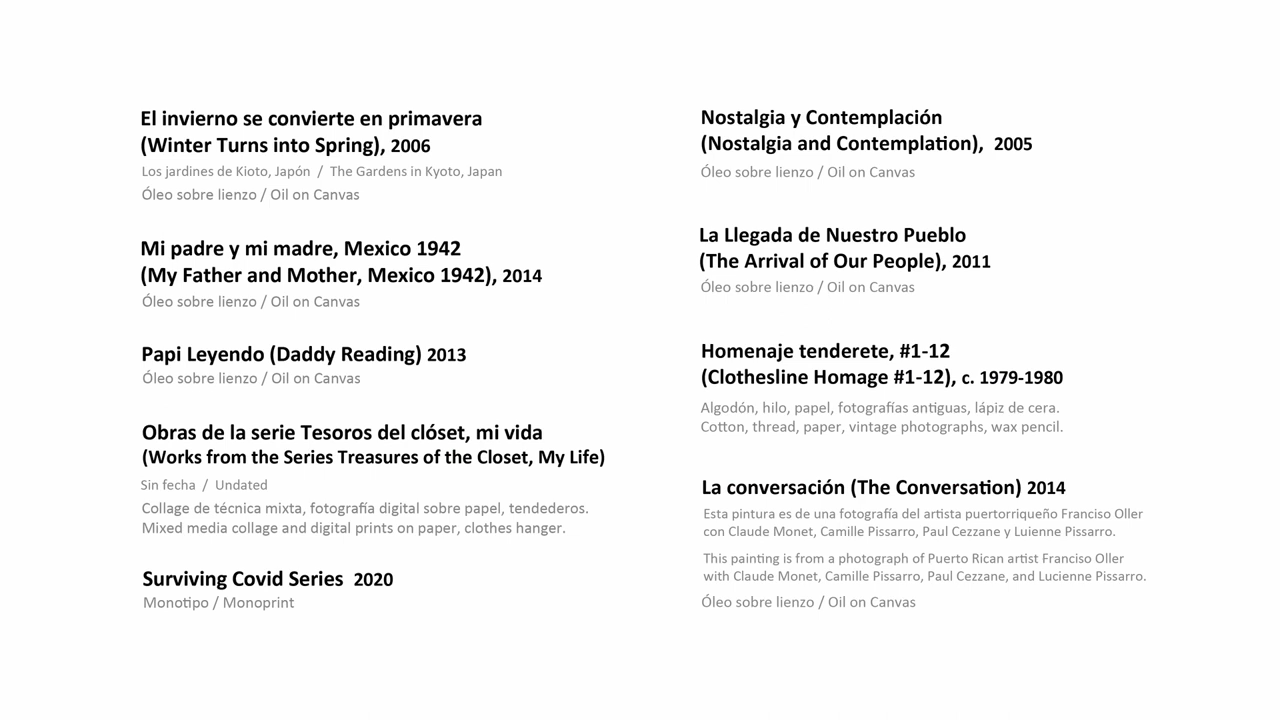 El invierno se convierte en primavera
(Winter Turns into Spring), 2006
Los jardines de Kioto, Japón / The Gardens in Kyoto, Japan
Óleo sobre lienzo / Oil on Canvas
Mi padre y mi madre, Mexico 1942
(My Father and Mother, Mexico 1942), 2014
Óleo sobre lienzo / Oil on Canvas
Papi Leyendo (Daddy Reading) 2013
Óleo sobre lienzo / Oil on Canvas
Obras de la serie Tesoros del clóset, mi vida
(Works from the Series Treasures of the Closet, My Life)
Sin fecha / Undated
Collage de técnica mixta, fotografía digital sobre papel, tendederos.
Mixed media collage and digital prints on paper, clothes hanger.
Surviving Covid Series 2020
Monotipo / Monoprint
Nostalgia y Contemplación
(Nostalgia and Contemplation), 2005
Óleo sobre lienzo / Oil on Canvas
La Llegada de Nuestro Pueblo
(The Arrival of Our People), 2011
Óleo sobre lienzo / Oil on Canvas
Homenaje tenderete, #1-12
(Clothesline Homage #1-12), c. 1979-1980
Algodón, hilo, papel, fotografías antiguas, lápiz de cera.
Cotton, thread, paper, vintage photographs, wax pencil.
La conversación (The Conversation) 2014
Esta pintura es de una fotografía del artista puertorriqueño Franciso Oller
con Claude Monet, Camille Pissarro, Paul Cezzane y Luienne Pissarro.
This painting is from a photograph of Puerto Rican artist Franciso Oller
with Claude Monet, Camille Pissarro, Paul Cezzane, and Lucienne Pissarro.
Óleo sobre lienzo / Oil on Canvas